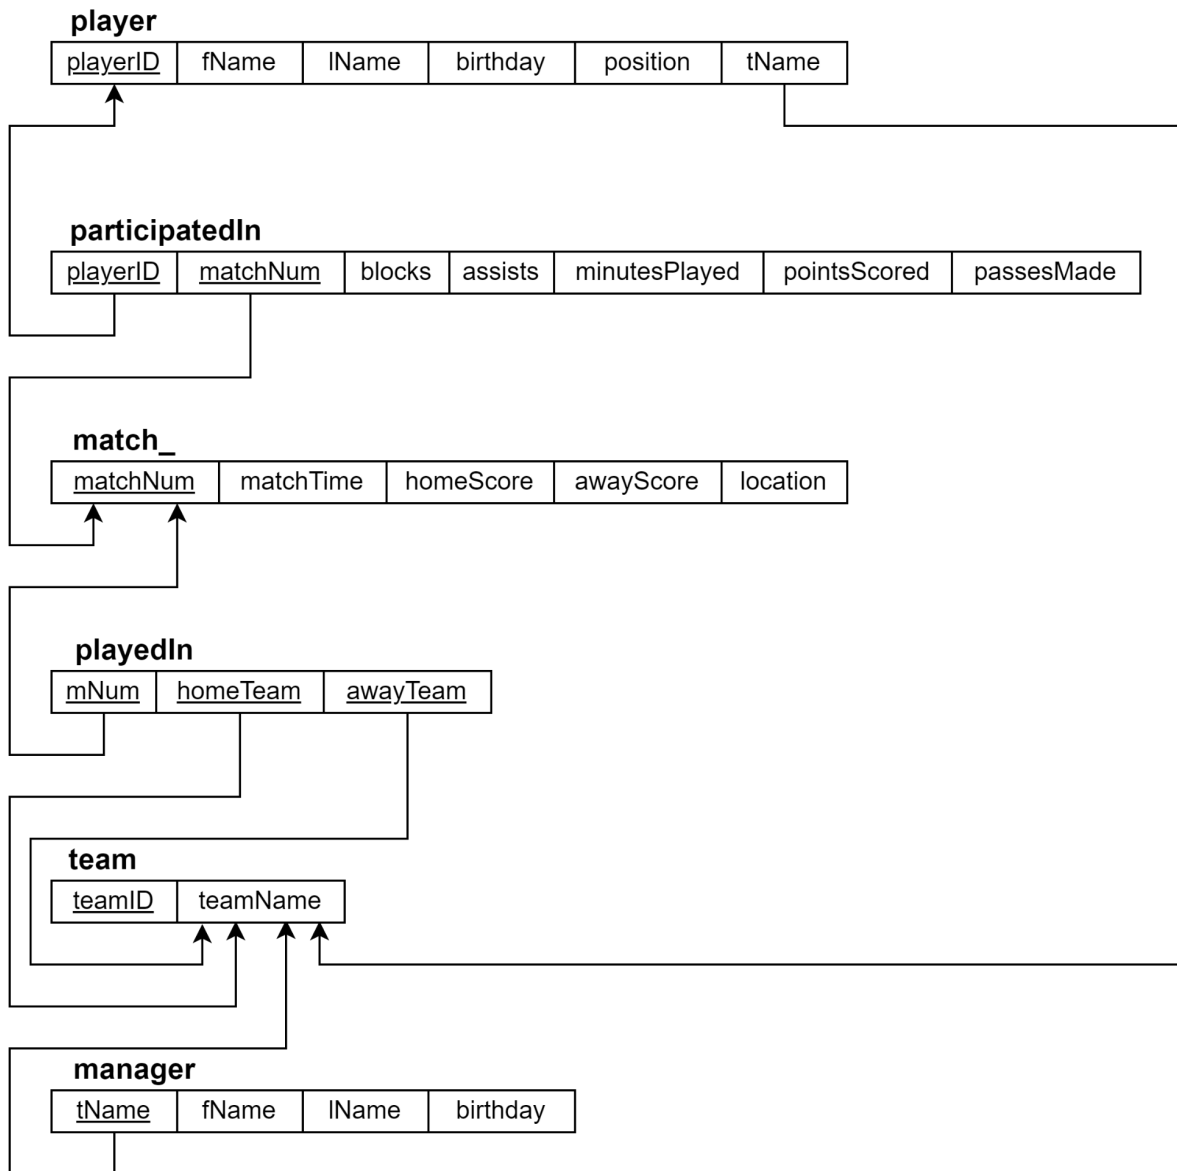 player
playerID fName lName birthday position tName
participatedIn
playerID matchNum blocks assists minutesPlayed pointsScored passesMade
match_
matchNum matchTime homeScore awayScore location
playedIn
mNum homeTeam awayTeam
team
teamID teamName
manager
tName fName lName birthday